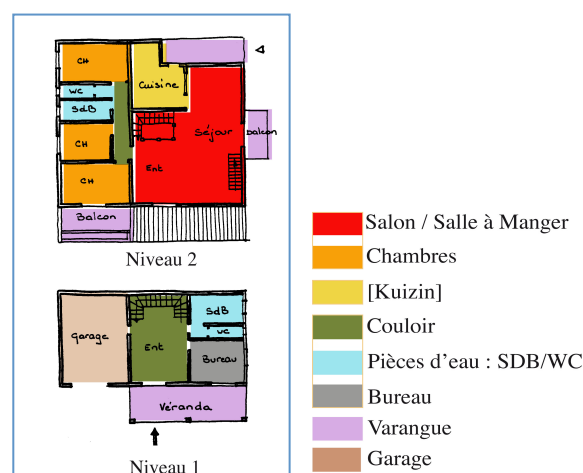 CH
WC
SdB
CH
CH
Cuisine
Séjour
Balcon
Ent
Balcon
Niveau 2
Garage
Ent
SdB
WC
Bureau
Véranda
Niveau 1
Salon / Salle à Manger
Chambres
[Kuizin]
Couloir
Pièces d'eau : SDB/WC
Bureau
Varangue
Garage